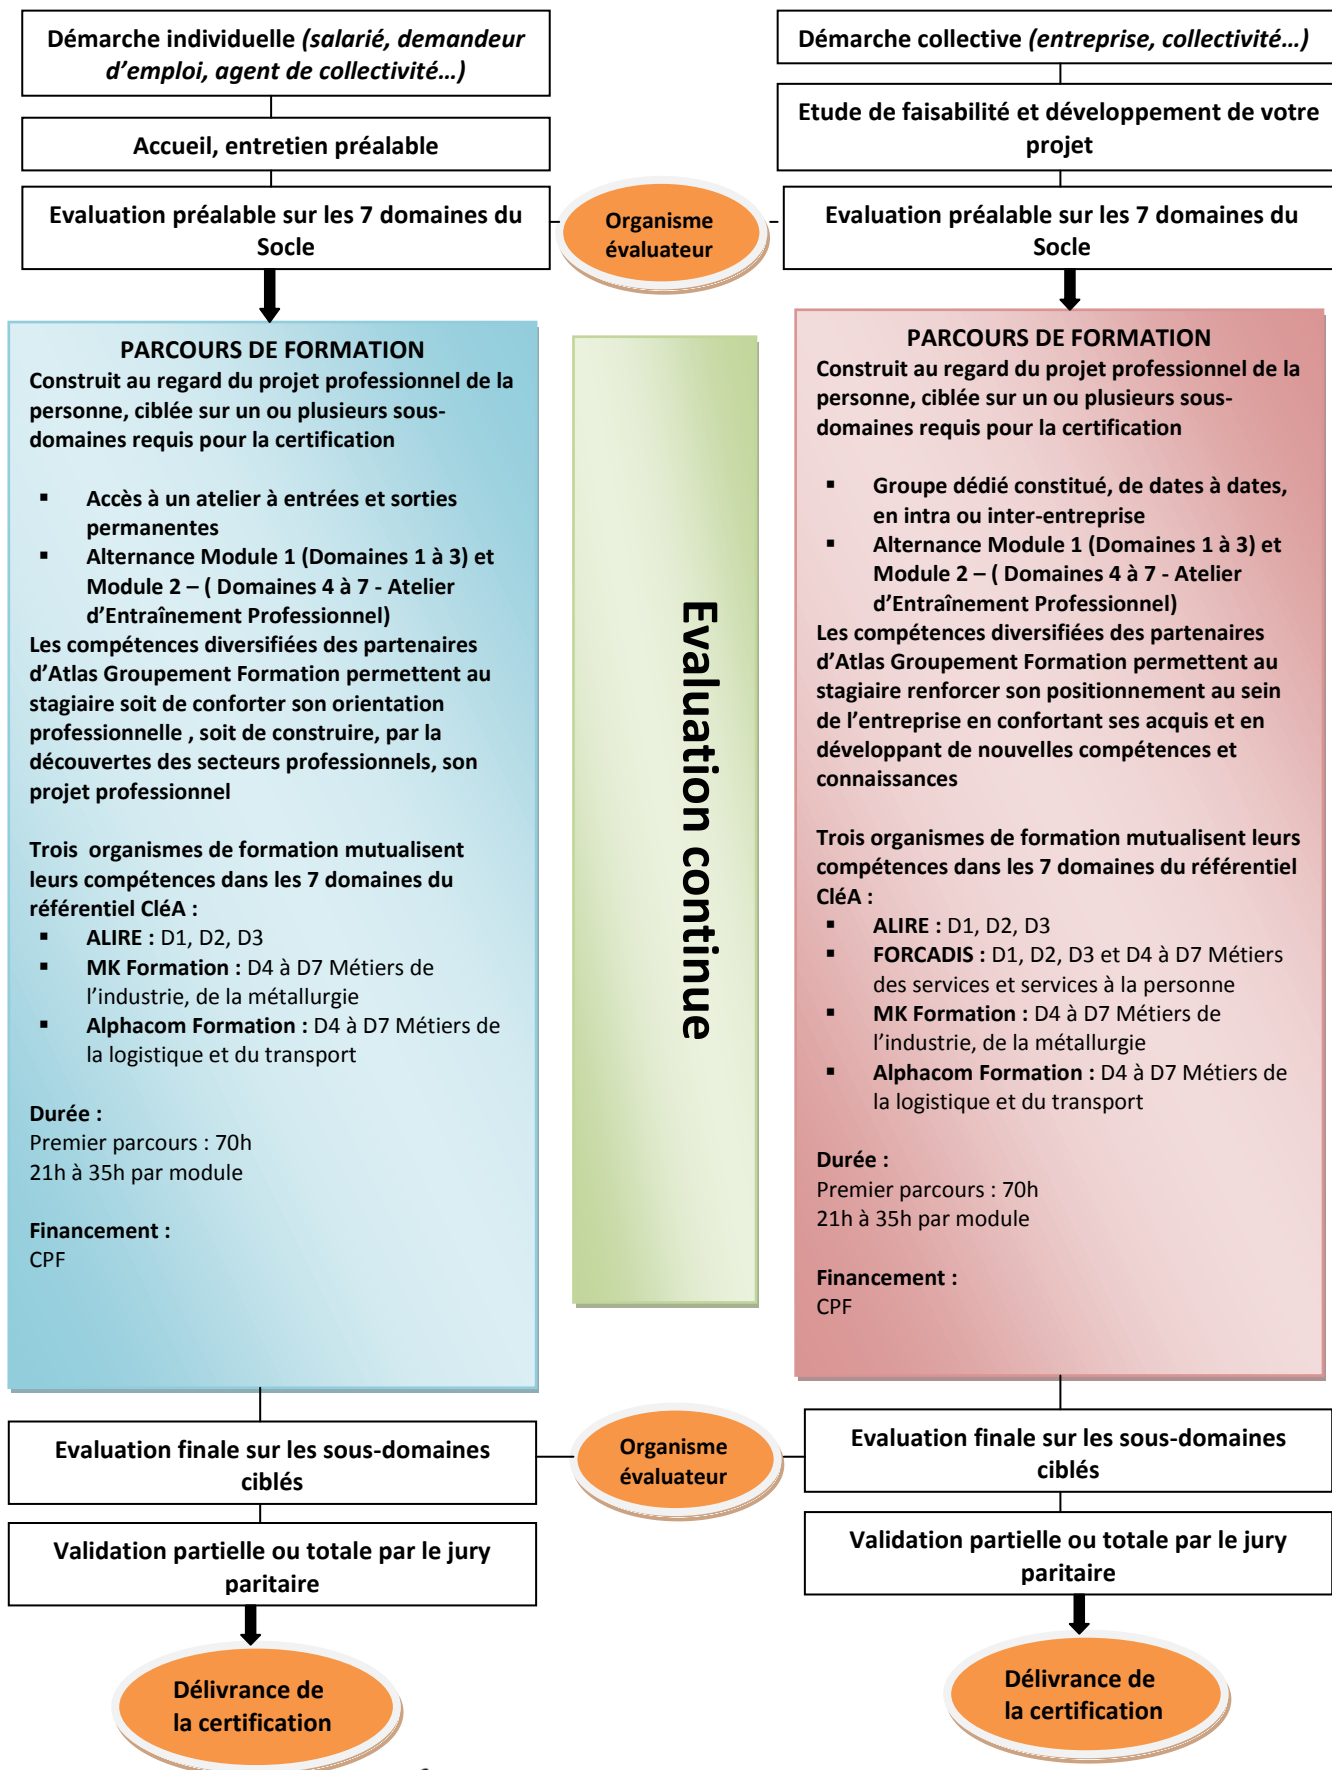 Démarche individuelle (salarié, demandeur
d’emploi, agent de collectivité…)
Accueil, entretien préalable
Evaluation préalable sur les 7 domaines du
Socle
Démarche collective (entreprise, collectivité…)
Etude de faisabilité et développement de votre
projet
Evaluation préalable sur les 7 domaines du
Socle
Organisme
évaluateur
PARCOURS DE FORMATION
Construit au regard du projet professionnel de la
personne, ciblée sur un ou plusieurs sous-
domaines requis pour la certification
▪ Accès à un atelier à entrées et sorties
permanentes
▪ Alternance Module 1 (Domaines 1 à 3) et
Module 2 – ( Domaines 4 à 7 - Atelier
d’Entraînement Professionnel)
Les compétences diversifiées des partenaires
d’Atlas Groupement Formation permettent au
stagiaire soit de conforter son orientation
professionnelle , soit de construire, par la
découvertes des secteurs professionnels, son
projet professionnel
Trois organismes de formation mutualisent
leurs compétences dans les 7 domaines du
référentiel CléA :
▪ ALIRE : D1, D2, D3
▪ MK Formation : D4 à D7 Métiers de
l’industrie, de la métallurgie
▪ Alphacom Formation : D4 à D7 Métiers de
la logistique et du transport
Durée :
Premier parcours : 70h
21h à 35h par module
Financement :
CPF
Evaluation continue
PARCOURS DE FORMATION
Construit au regard du projet professionnel de la
personne, ciblée sur un ou plusieurs sous-
domaines requis pour la certification
▪ Groupe dédié constitué, de dates à dates,
en intra ou inter-entreprise
▪ Alternance Module 1 (Domaines 1 à 3) et
Module 2 – ( Domaines 4 à 7 - Atelier
d’Entraînement Professionnel)
Les compétences diversifiées des partenaires
d’Atlas Groupement Formation permettent au
stagiaire renforcer son positionnement au sein
de l’entreprise en confortant ses acquis et en
développant de nouvelles compétences et
connaissances
Trois organismes de formation mutualisent leurs
compétences dans les 7 domaines du référentiel
CléA :
▪ ALIRE : D1, D2, D3
▪ FORCADIS : D1, D2, D3 et D4 à D7 Métiers
des services et services à la personne
▪ MK Formation : D4 à D7 Métiers de
l’industrie, de la métallurgie
▪ Alphacom Formation : D4 à D7 Métiers de
la logistique et du transport
Durée :
Premier parcours : 70h
21h à 35h par module
Financement :
CPF
Evaluation finale sur les sous-domaines
ciblés
Organisme
évaluateur
Evaluation finale sur les sous-domaines
ciblés
Validation partielle ou totale par le jury
paritaire
Validation partielle ou totale par le jury
paritaire
Délivrance de
la certification
Délivrance de
la certification